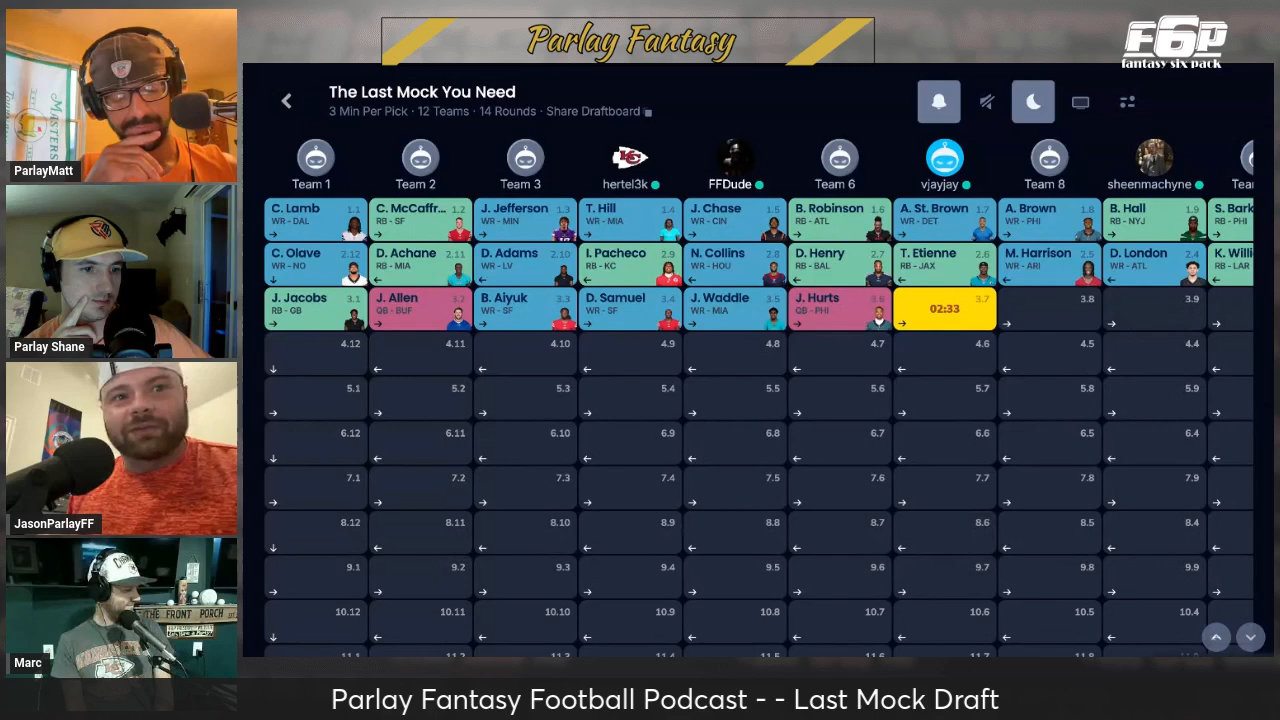 Parlay Fantasy
F6P
fantasy six pack
ParlayMatt
Parlay Shane
JasonParlayFF
THE FRONT PORCH
Marc
The Last Mock You Need
3 Min Per Pick · 12 Teams · 14 Rounds · Share Draftboard
Team 1 Team 2 Team 3 hertel3k FFDude Team 6 vjayjay Team 8 sheenmachyne
C. Lamb 1.1 C. McCaffr... 1.2 J. Jefferson 1.3 T. Hill 1.4 J. Chase 1.5 B. Robinson 1.6 A. St. Brown 1.7 A. Brown 1.8 B. Hall 1.9 S. Bark
WR - DAL RB - SF WR - MIN WR - MIA WR - CIN RB - ATL WR - DET WR - PHI RB - NYJ RB - PHI
C. Olave 2.12 D. Achane 2.11 D. Adams 2.10 I. Pacheco 2.9 N. Collins 2.8 D. Henry 2.7 T. Etienne 2.6 M. Harrison 2.5 D. London 2.4 K. Willi
WR - NO RB - MIA WR - LV RB - KC WR - HOU RB - BAL RB - JAX WR - ARI WR - ATL RB - LAR
J. Jacobs 3.1 J. Allen 3.2 B. Aiyuk 3.3 D. Samuel 3.4 J. Waddle 3.5 J. Hurts 3.6 3.7 3.8 3.9
RB - GB QB - BUF WR - SF WR - SF WR - MIA QB - PHI 02:33
4.12 4.11 4.10 4.9 4.8 4.7 4.6 4.5 4.4
5.1 5.2 5.3 5.4 5.5 5.6 5.7 5.8 5.9
6.12 6.11 6.10 6.9 6.8 6.7 6.6 6.5 6.4
7.1 7.2 7.3 7.4 7.5 7.6 7.7 7.8 7.9
8.12 8.11 8.10 8.9 8.8 8.7 8.6 8.5 8.4
9.1 9.2 9.3 9.4 9.5 9.6 9.7 9.8 9.9
10.12 10.11 10.10 10.9 10.8 10.7 10.6 10.5 10.4
Parlay Fantasy Football Podcast - - Last Mock Draft